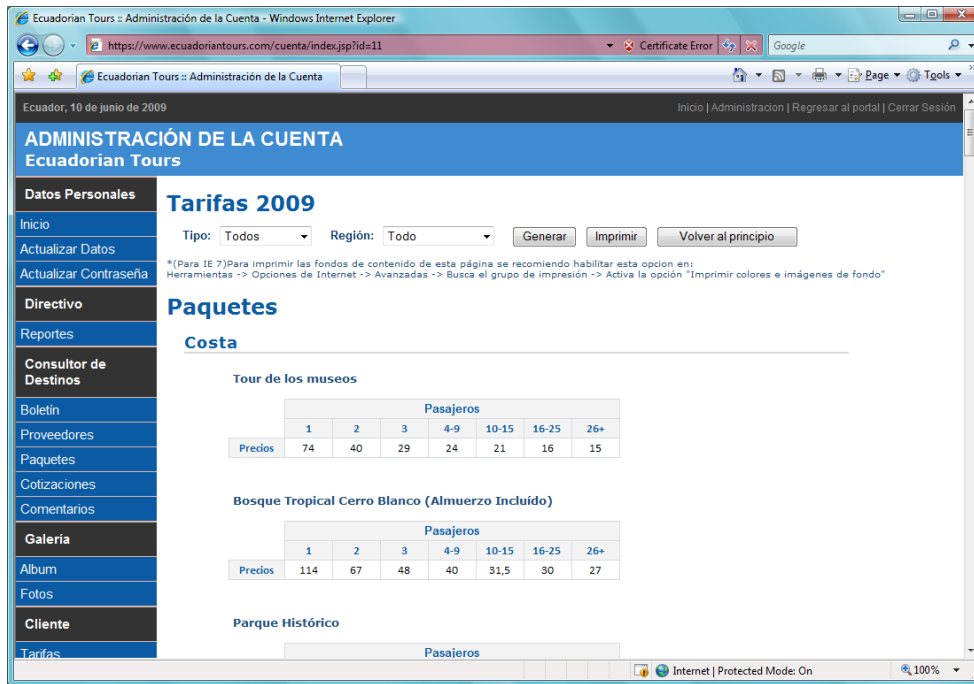 Ecuadorian Tours :: Administración de la Cuenta - Windows Internet Explorer
https://www.ecuadoriantours.com/cuenta/index.jsp?id=11
Certificate Error
Google
Ecuadorian Tours :: Administración de la Cuenta
Page
Tools
Ecuador, 10 de junio de 2009
Inicio | Administracion | Regresar al portal | Cerrar Sesión
ADMINISTRACIÓN DE LA CUENTA
Ecuadorian Tours
Datos Personales
Inicio
Actualizar Datos
Actualizar Contraseña
Directivo
Reportes
Consultor de
Destinos
Boletín
Proveedores
Paquetes
Cotizaciones
Comentarios
Galería
Album
Fotos
Cliente
Tarifas
Tarifas 2009
Tipo: Todos Región: Todo Generar Imprimir Volver al principio
*(Para IE 7)Para imprimir las fondos de contenido de esta página se recomiendo habilitar esta opcion en:
Herramientas -> Opciones de Internet -> Avanzadas -> Busca el grupo de impresión -> Activa la opción "Imprimir colores e imágenes de fondo"
Paquetes
Costa
Tour de los museos
Pasajeros
1 2 3 4-9 10-15 16-25 26+
Precios 74 40 29 24 21 16 15
Bosque Tropical Cerro Blanco (Almuerzo Incluído)
Pasajeros
1 2 3 4-9 10-15 16-25 26+
Precios 114 67 48 40 31,5 30 27
Parque Histórico
Pasajeros
Internet | Protected Mode: On
100%